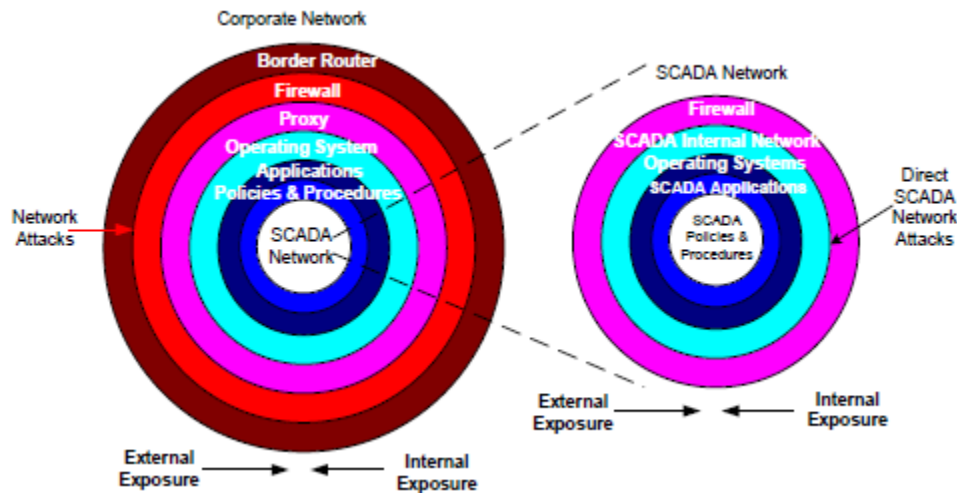 Corporate Network
Border Router
Firewall
Proxy
Operating System
Applications
Policies & Procedures
SCADA
Network
Network
Attacks
External
Exposure
Internal
Exposure
SCADA Network
Firewall
SCADA Internal Network
Operating Systems
SCADA Applications
SCADA
Policies &
Procedures
Direct
SCADA
Network
Attacks
External
Exposure
Internal
Exposure